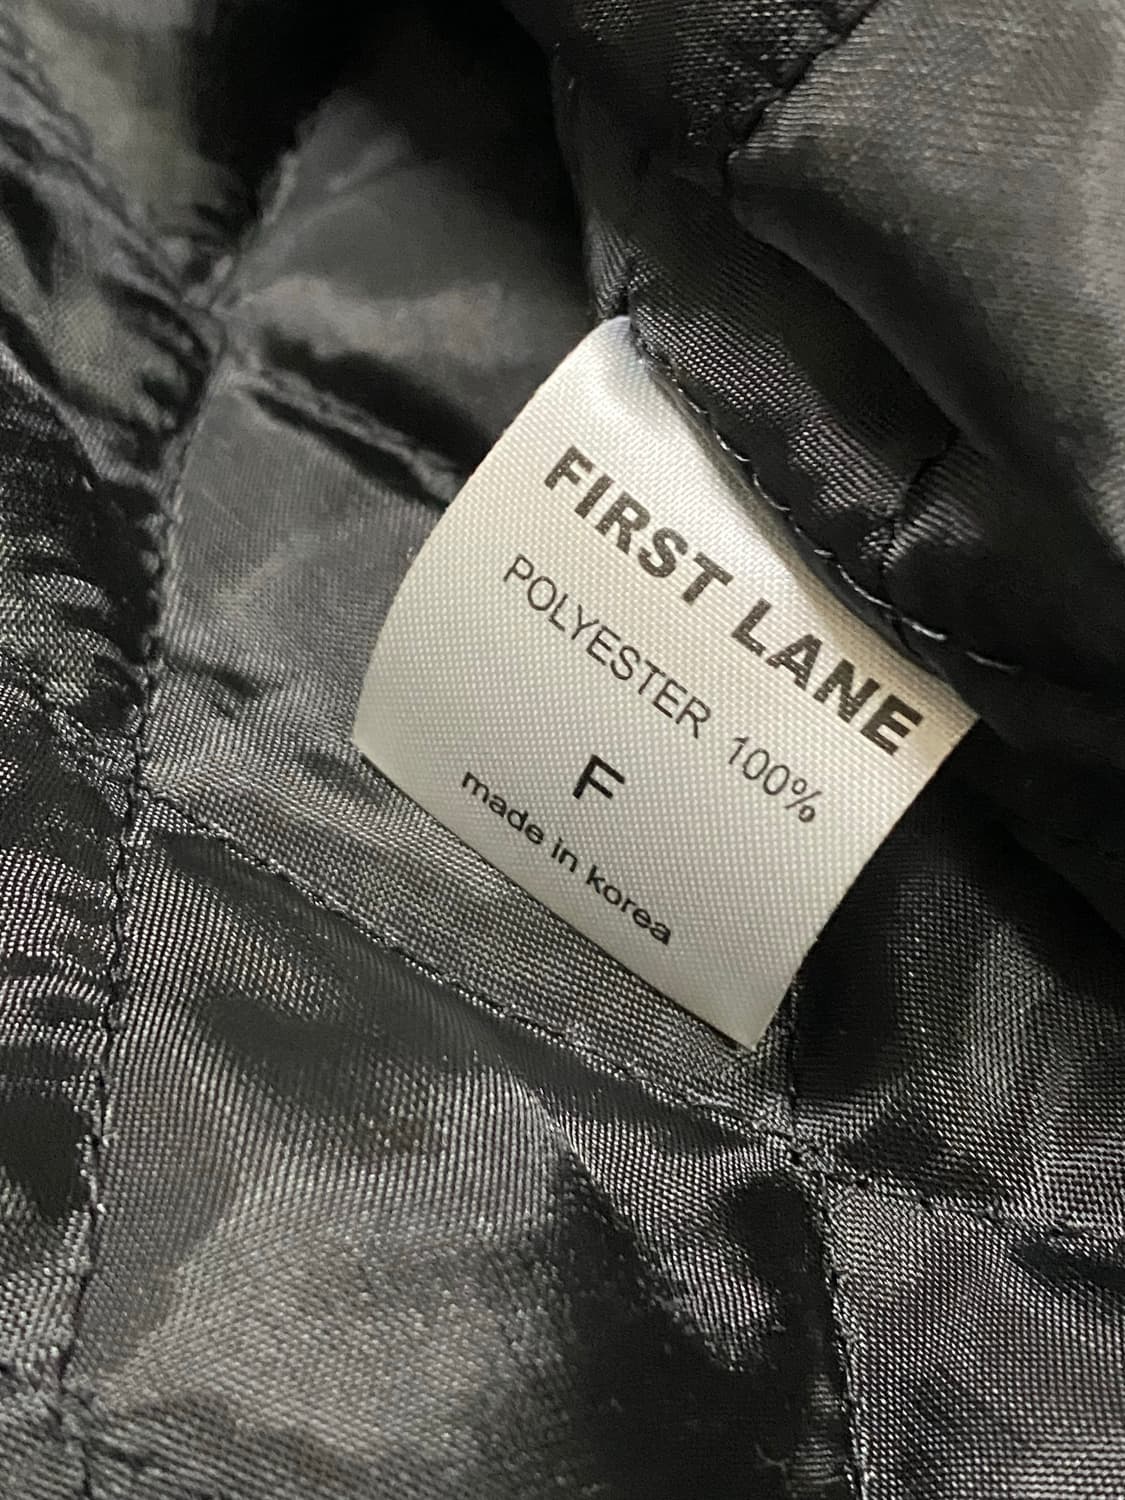 FIRST LANE
POLYESTER 100%
F
made in korea